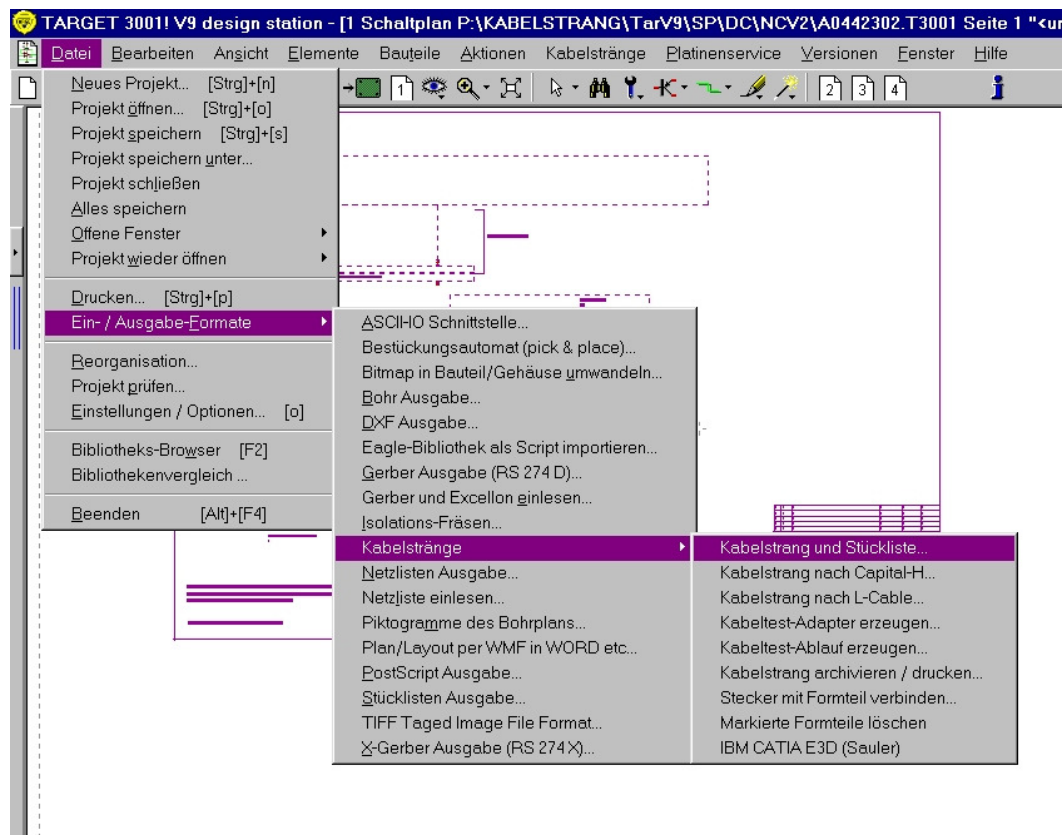 TARGET 3001! V9 design station - [1 Schaltplan P:\KABELSTRANG\TarV9\SP\DC\NCV2\A0442302.T3001 Seite 1 "<ur
Datei Bearbeiten Ansicht Elemente Bauteile Aktionen Kabelstränge Platinenservice Versionen Fenster Hilfe
1 2 3 4
Neues Projekt... [Strg]+[n]
Projekt öffnen... [Strg]+[o]
Projekt speichern [Strg]+[s]
Projekt speichern unter...
Projekt schließen
Alles speichern
Offene Fenster
Projekt wieder öffnen
Drucken... [Strg]+[p]
Ein- / Ausgabe-Formate
Reorganisation...
Projekt prüfen...
Einstellungen / Optionen... [o]
Bibliotheks-Browser [F2]
Bibliothekenvergleich ...
Beenden [Alt]+[F4]
ASCII-IO Schnittstelle...
Bestückungsautomat (pick & place)...
Bitmap in Bauteil/Gehäuse umwandeln...
Bohr Ausgabe...
DXF Ausgabe...
Eagle-Bibliothek als Script importieren...
Gerber Ausgabe (RS 274 D)...
Gerber und Excellon einlesen...
Isolations-Fräsen...
Kabelstränge
Netzlisten Ausgabe...
Netzliste einlesen...
Piktogramme des Bohrplans...
Plan/Layout per WMF in WORD etc...
PostScript Ausgabe...
Stücklisten Ausgabe...
TIFF Taged Image File Format...
X-Gerber Ausgabe (RS 274 X)...
Kabelstrang und Stückliste...
Kabelstrang nach Capital-H...
Kabelstrang nach L-Cable...
Kabeltest-Adapter erzeugen...
Kabeltest-Ablauf erzeugen...
Kabelstrang archivieren / drucken...
Stecker mit Formteil verbinden...
Markierte Formteile löschen
IBM CATIA E3D (Sauler)